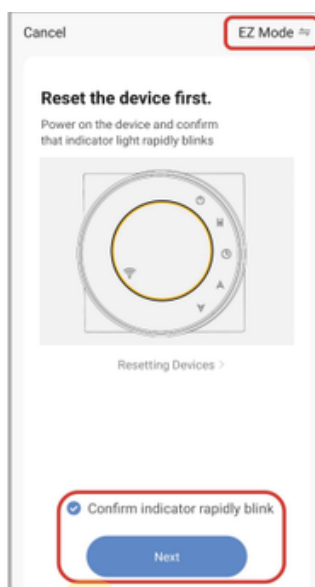 Cancel
EZ Mode
Reset the device first.
Power on the device and confirm
that indicator light rapidly blinks
M
Resetting Devices >
Confirm indicator rapidly blink
Next